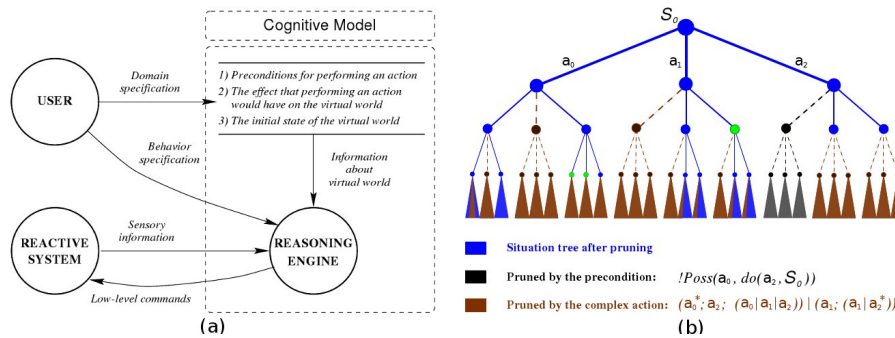 Cognitive Model
USER
Domain
specification
1) Preconditions for performing an action
2) The effect that performing an action
would have on the virtual world
3) The initial state of the virtual world
Behavior
specification
Information
about
virtual world
REACTIVE
SYSTEM
Sensory
information
REASONING
ENGINE
Low-level commands
(a)
S₀
a₀
a₁
a₂
Situation tree after pruning
Pruned by the precondition: !Poss(a₀, do(a₂, S₀))
Pruned by the complex action: (a₀*; a₂; (a₀|a₁|a₂)) | (a₁; (a₁|a₂*))
(b)